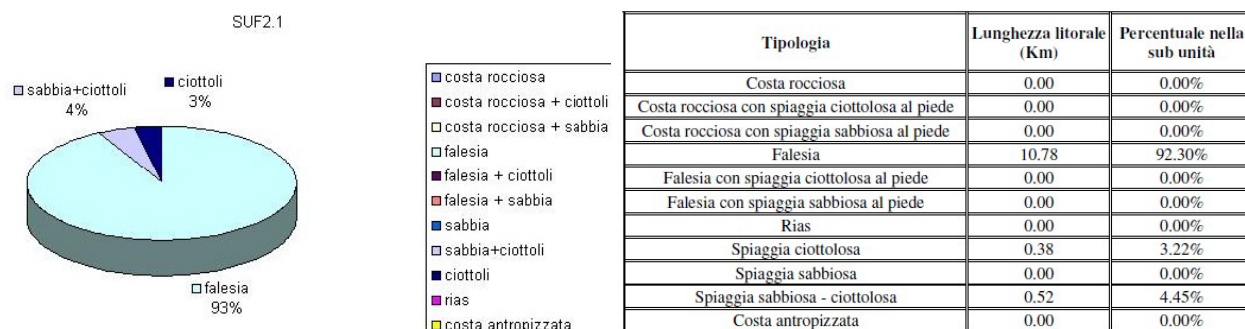 SUF2.1
ciottoli
3%
sabbia+ciottoli
4%
falesia
93%
costa rocciosa
costa rocciosa + ciottoli
costa rocciosa + sabbia
falesia
falesia + ciottoli
falesia + sabbia
sabbia
sabbia+ciottoli
ciottoli
rias
costa antropizzata
Tipologia Lunghezza litorale (Km) Percentuale nella sub unità
Costa rocciosa 0.00 0.00%
Costa rocciosa con spiaggia ciottolosa al piede 0.00 0.00%
Costa rocciosa con spiaggia sabbiosa al piede 0.00 0.00%
Falesia 10.78 92.30%
Falesia con spiaggia ciottolosa al piede 0.00 0.00%
Falesia con spiaggia sabbiosa al piede 0.00 0.00%
Rias 0.00 0.00%
Spiaggia ciottolosa 0.38 3.22%
Spiaggia sabbiosa 0.00 0.00%
Spiaggia sabbiosa - ciottolosa 0.52 4.45%
Costa antropizzata 0.00 0.00%